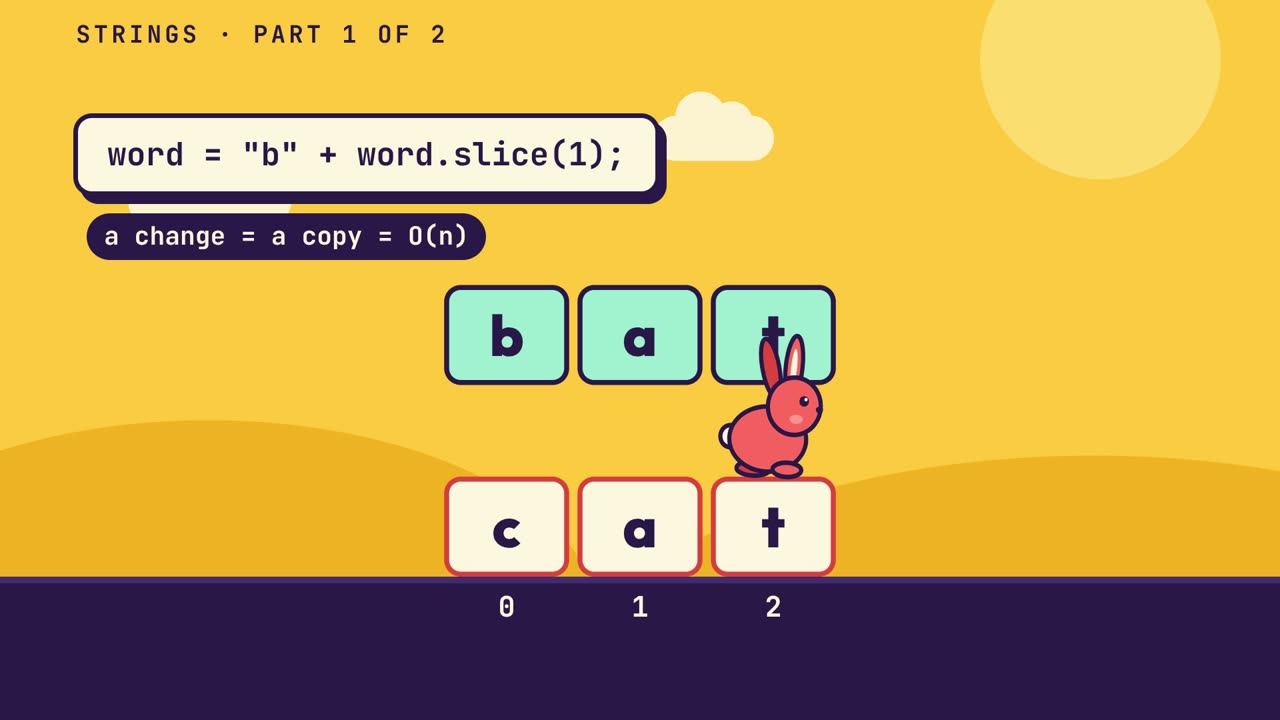 STRINGS · PART 1 OF 2
word = "b" + word.slice(1);
a change = a copy = O(n)
b a t
c a t
0 1 2